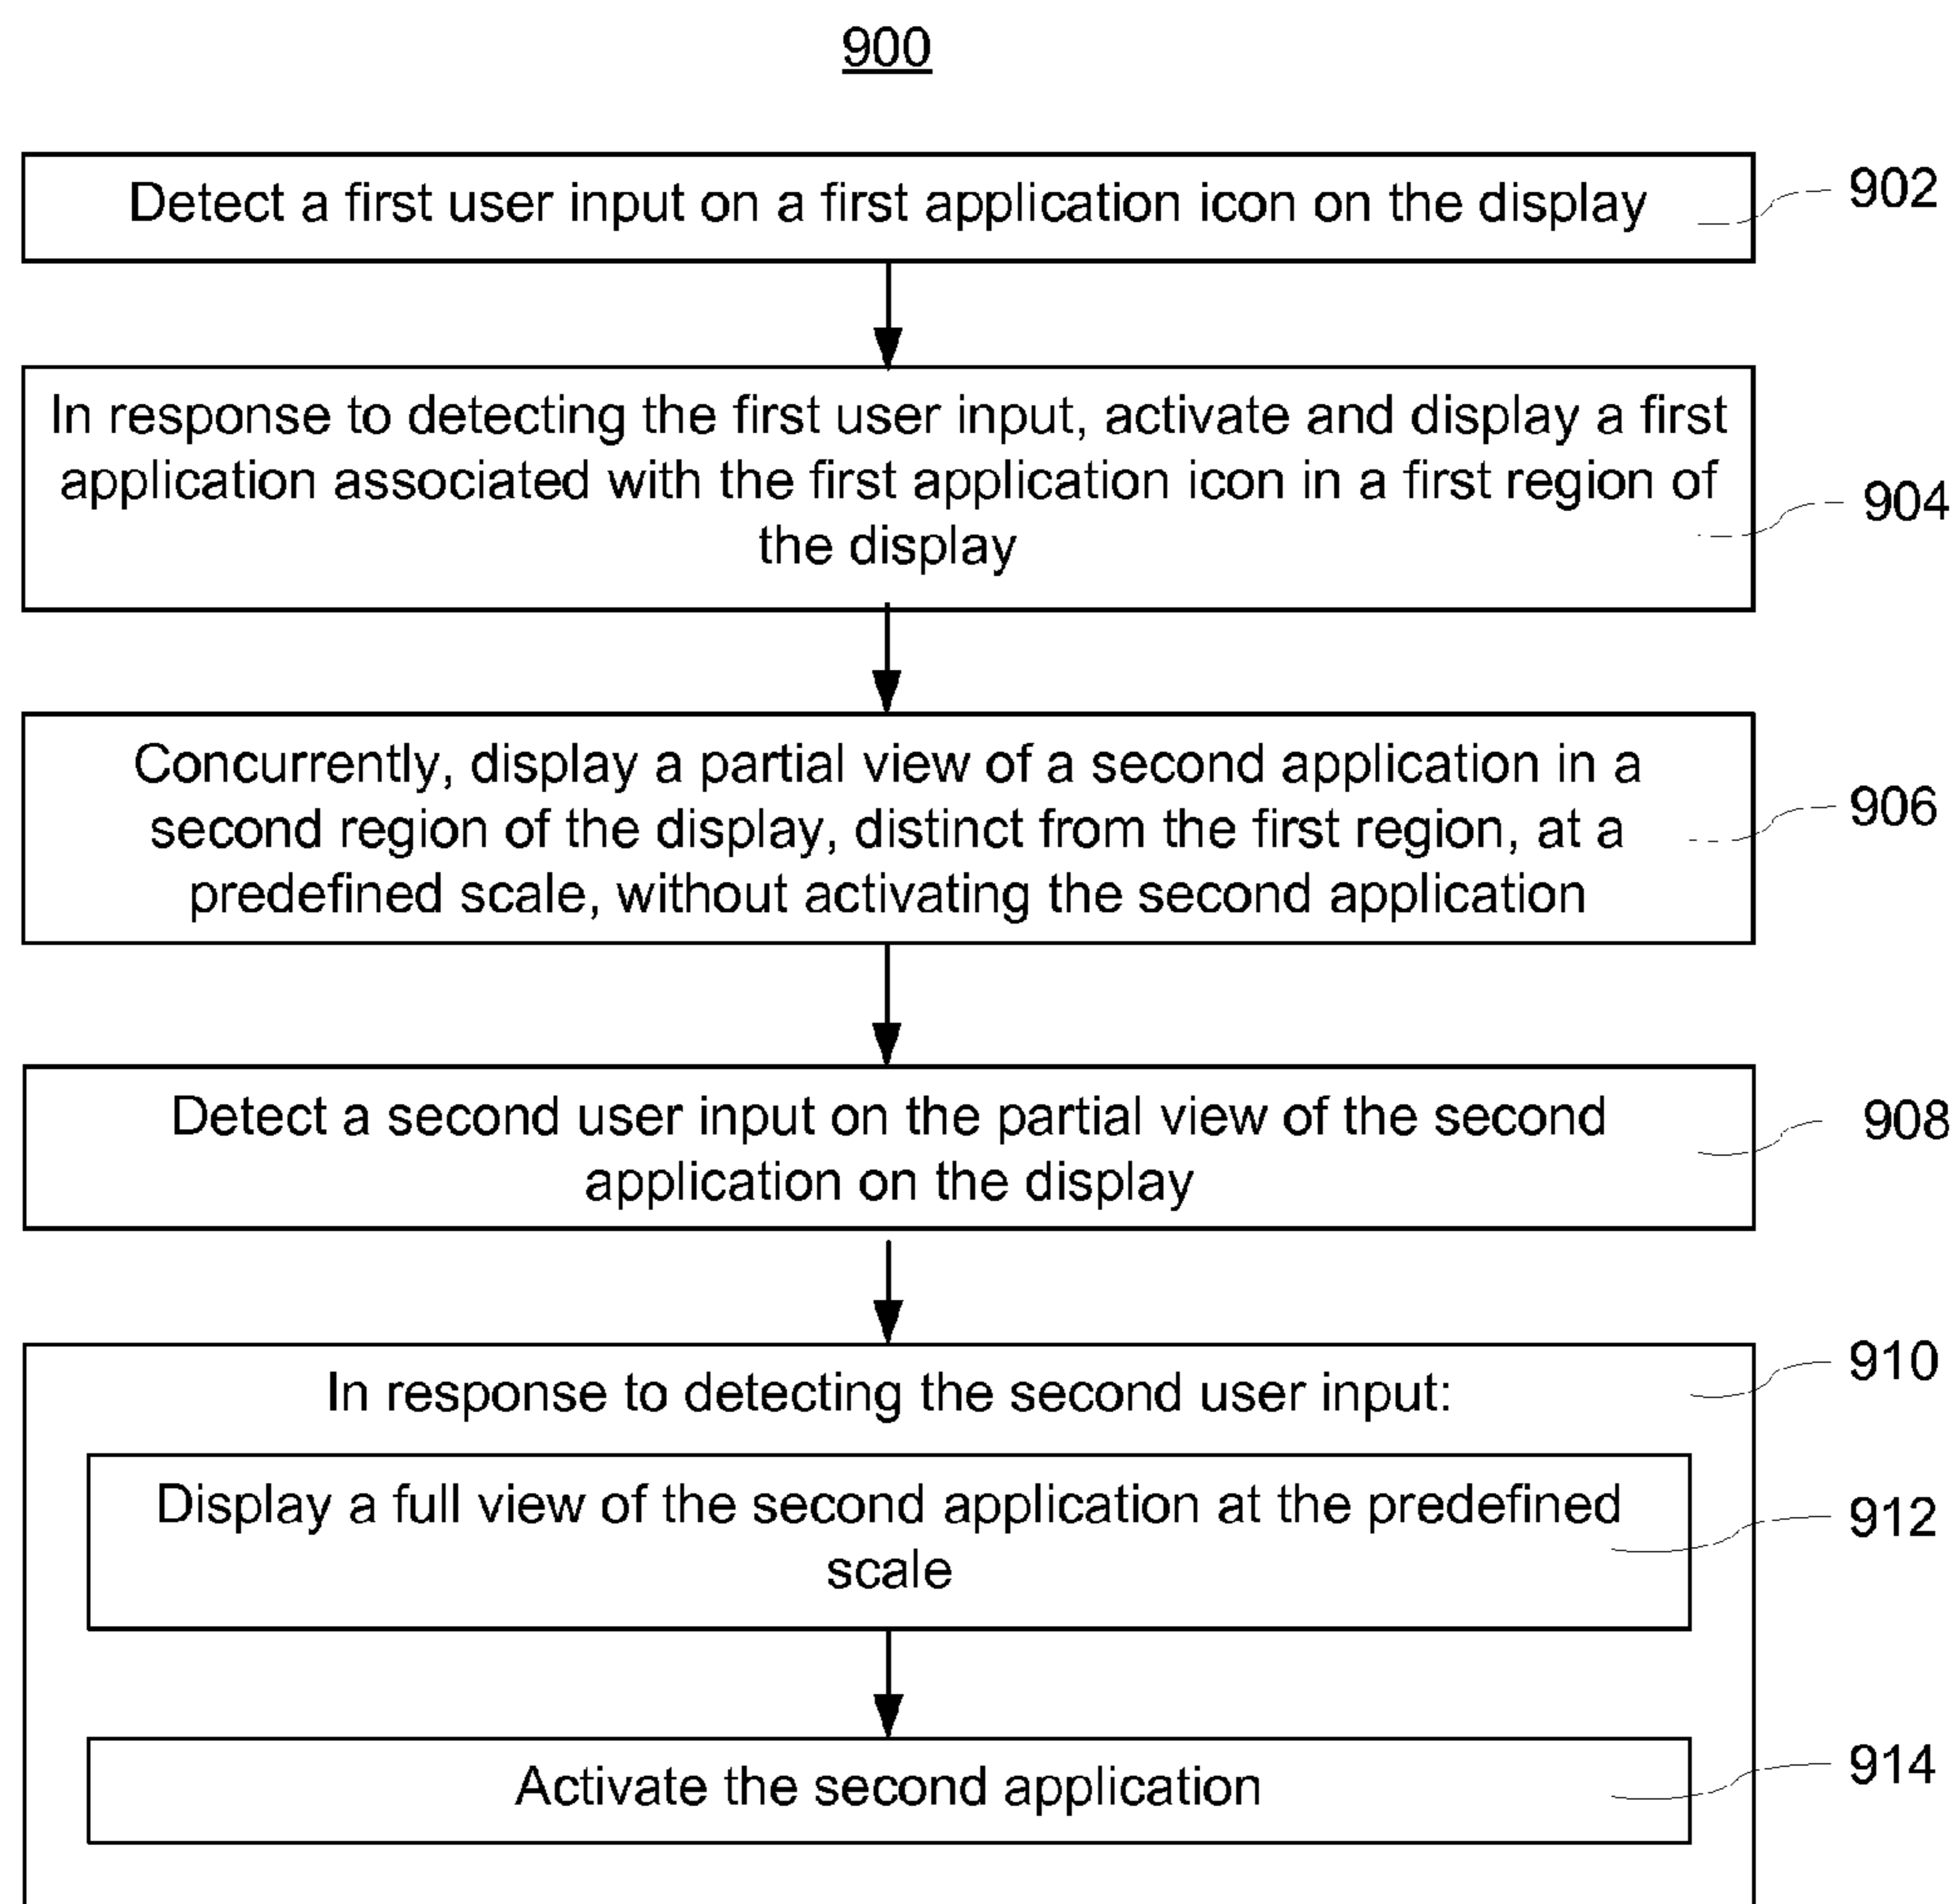 900
Detect a first user input on a first application icon on the display
902
In response to detecting the first user input, activate and display a first
application associated with the first application icon in a first region of
the display
904
Concurrently, display a partial view of a second application in a
second region of the display, distinct from the first region, at a
predefined scale, without activating the second application
906
Detect a second user input on the partial view of the second
application on the display
908
In response to detecting the second user input:
910
Display a full view of the second application at the predefined
scale
912
Activate the second application
914